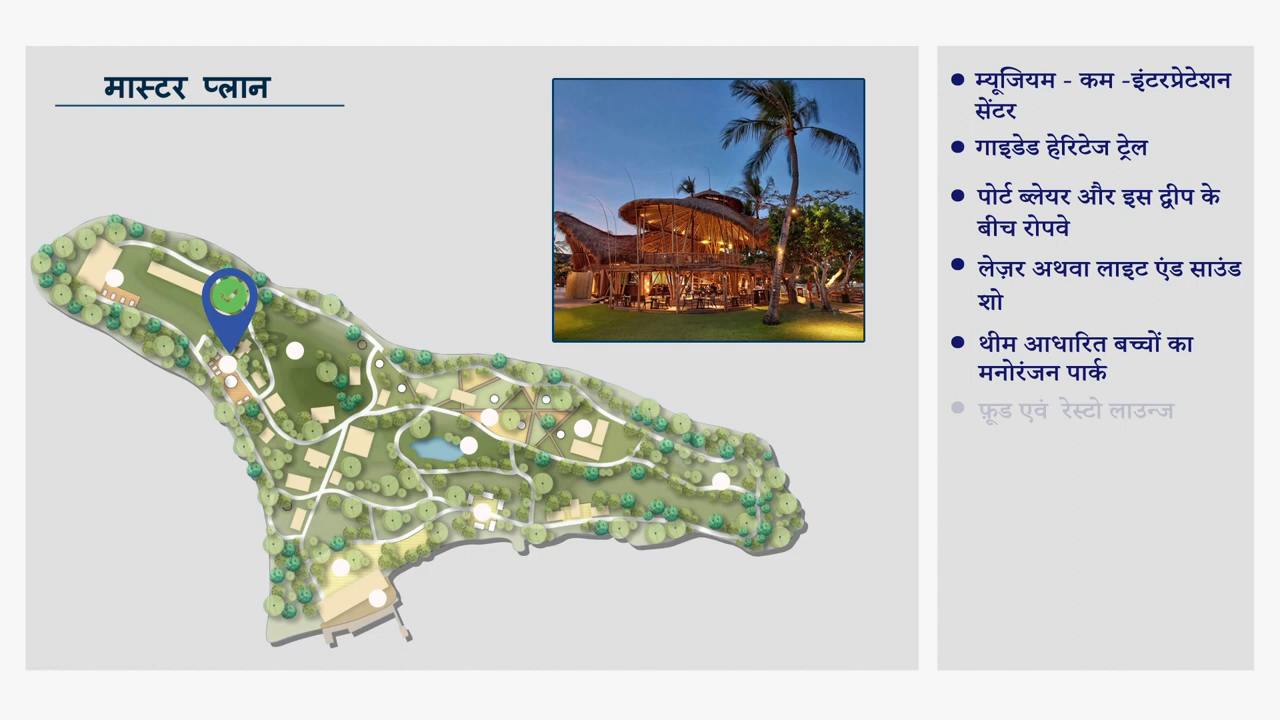 मास्टर प्लान
म्यूजियम - कम -इंटरप्रेटेशन
सेंटर
गाइडेड हेरिटेज ट्रेल
पोर्ट ब्लेयर और इस द्वीप के
बीच रोपवे
लेज़र अथवा लाइट एंड साउंड
शो
थीम आधारित बच्चों का
मनोरंजन पार्क
फ़ूड एवं रेस्टो लाउन्ज